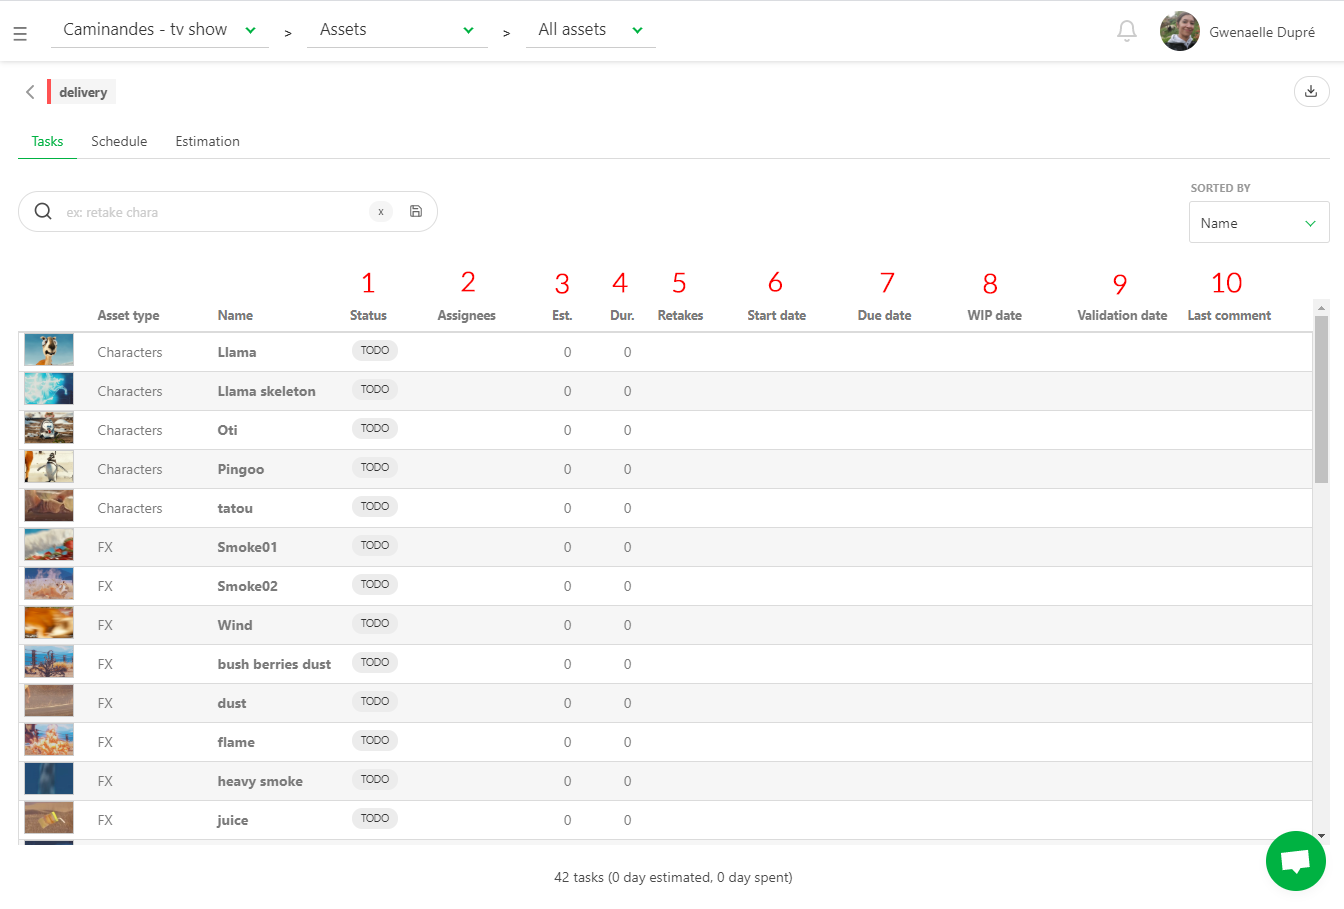 Caminandes - tv show > Assets > All assets Gwenaelle Dupré
delivery
Tasks Schedule Estimation
SORTED BY
ex: retake chara x
Name
1 2 3 4 5 6 7 8 9 10
Asset type Name Status Assignees Est. Dur. Retakes Start date Due date WIP date Validation date Last comment
Characters Llama TODO 0 0
Characters Llama skeleton TODO 0 0
Characters Oti TODO 0 0
Characters Pingoo TODO 0 0
Characters tatou TODO 0 0
FX Smoke01 TODO 0 0
FX Smoke02 TODO 0 0
FX Wind TODO 0 0
FX bush berries dust TODO 0 0
FX dust TODO 0 0
FX flame TODO 0 0
FX heavy smoke TODO 0 0
FX juice TODO 0 0
42 tasks (0 day estimated, 0 day spent)